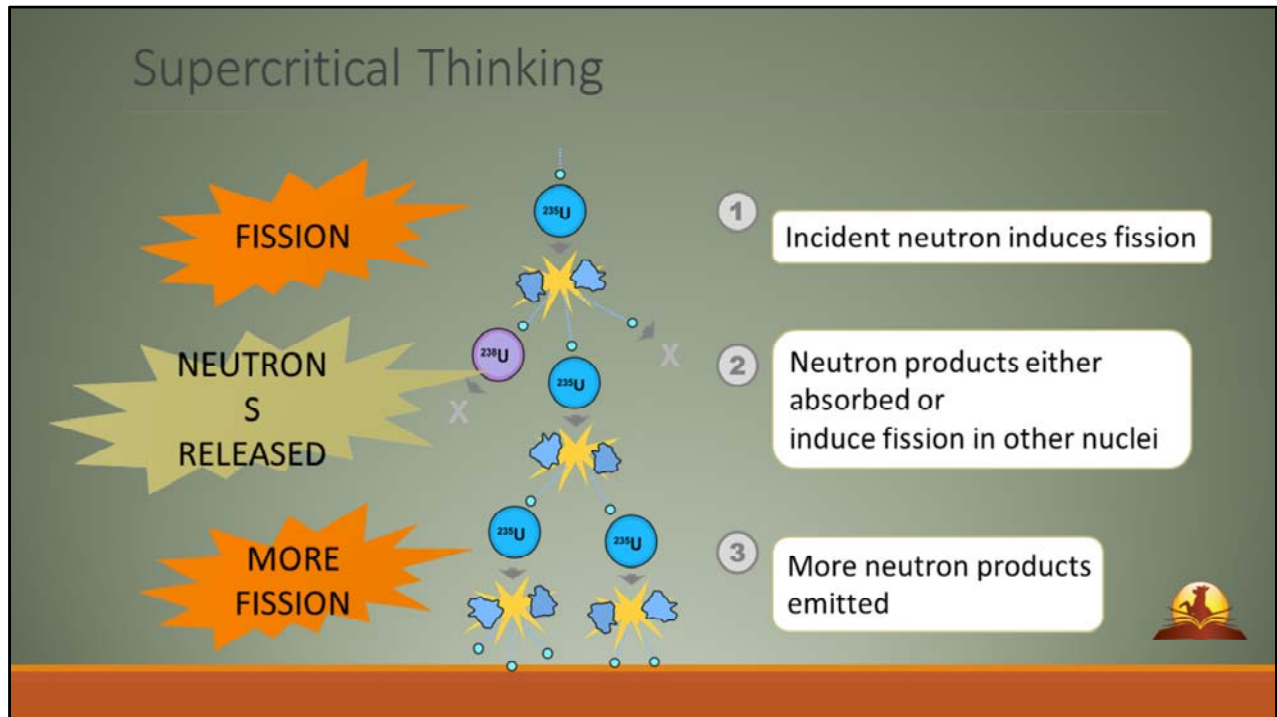 Supercritical Thinking
FISSION
²³⁵U
1
Incident neutron induces fission
NEUTRON
S
RELEASED
²³⁸U
X
²³⁵U
X
2
Neutron products either
absorbed or
induce fission in other nuclei
MORE
FISSION
²³⁵U
²³⁵U
3
More neutron products
emitted